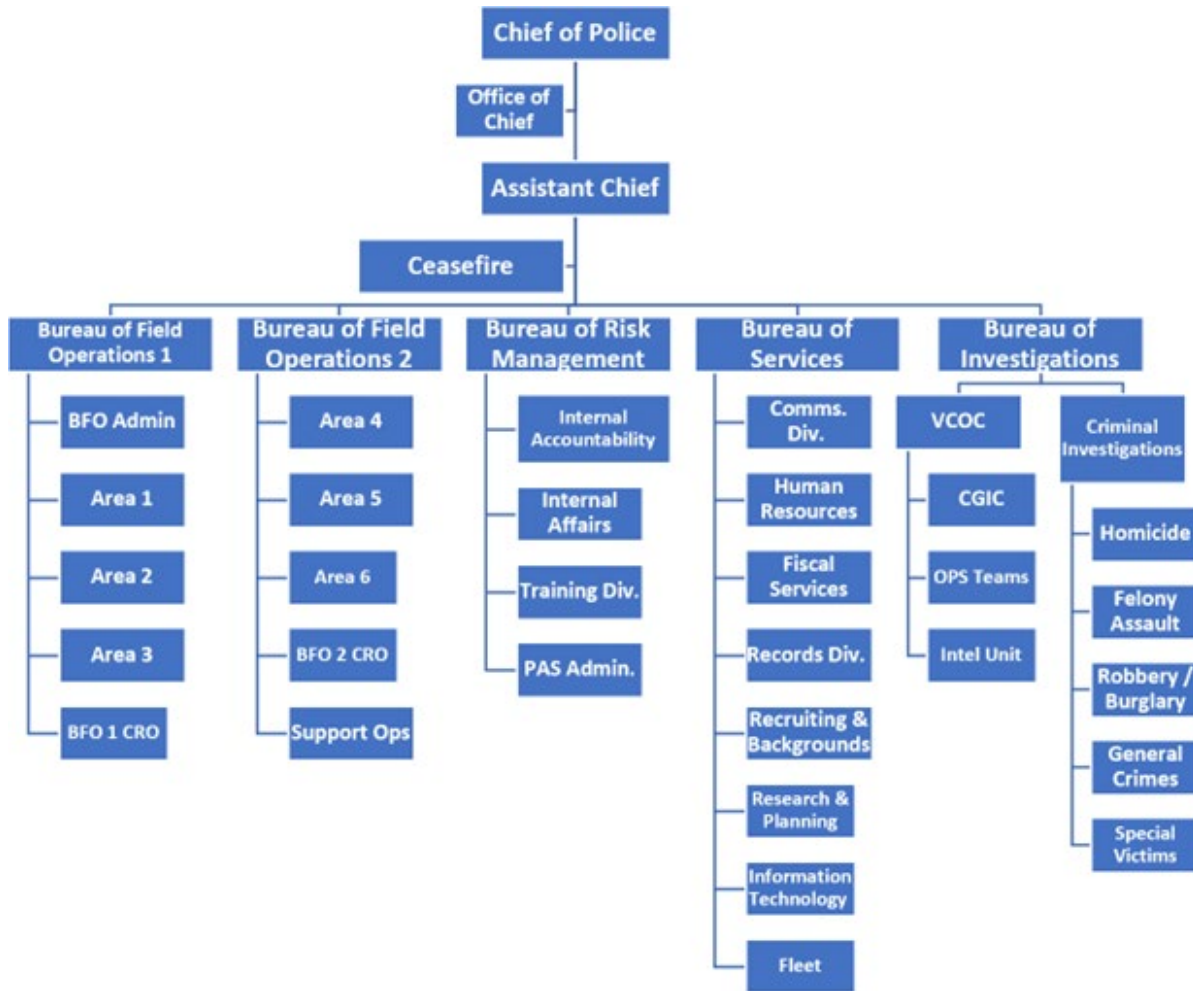 Chief of Police
Office of
Chief
Assistant Chief
Ceasefire
Bureau of Field
Operations 1
BFO Admin
Area 1
Area 2
Area 3
BFO 1 CRO
Bureau of Field
Operations 2
Area 4
Area 5
Area 6
BFO 2 CRO
Support Ops
Bureau of Risk
Management
Internal
Accountability
Internal
Affairs
Training Div.
PAS Admin.
Bureau of
Services
Comms.
Div.
Human
Resources
Fiscal
Services
Records Div.
Recruiting &
Backgrounds
Research &
Planning
Information
Technology
Fleet
Bureau of
Investigations
VCOC
CGIC
OPS Teams
Intel Unit
Criminal
Investigations
Homicide
Felony
Assault
Robbery /
Burglary
General
Crimes
Special
Victims